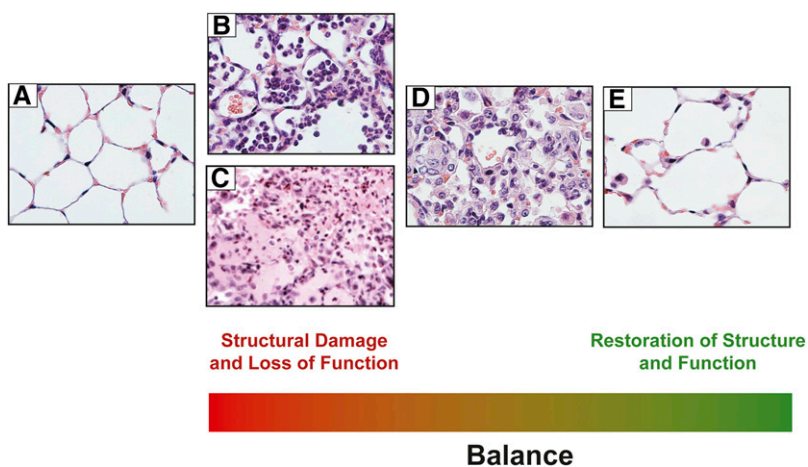 A
B
C
D
E
Structural Damage
and Loss of Function
Restoration of Structure
and Function
Balance